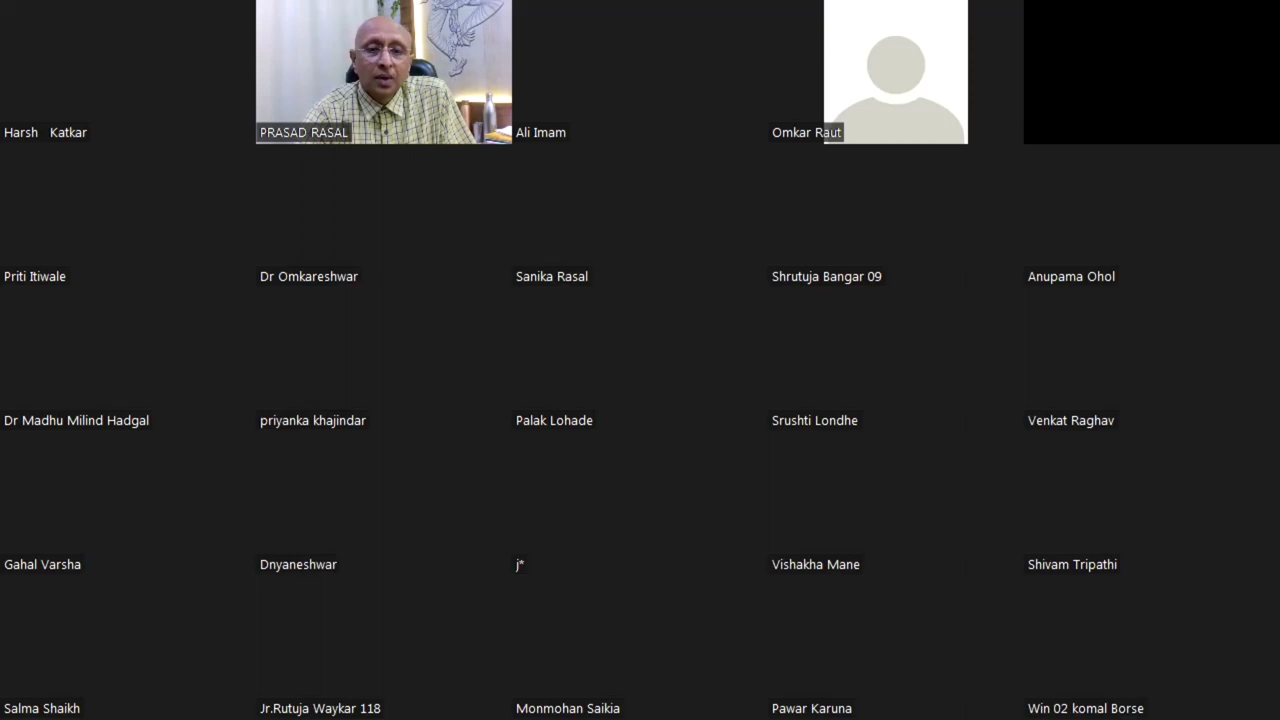 Harsh Katkar
PRASAD RASAL
Ali Imam
Omkar Raut
Priti Itiwale
Dr Omkareshwar
Sanika Rasal
Shrutuja Bangar 09
Anupama Ohol
Dr Madhu Milind Hadgal
priyanka khajindar
Palak Lohade
Srushti Londhe
Venkat Raghav
Gahal Varsha
Dnyaneshwar
j*
Vishakha Mane
Shivam Tripathi
Salma Shaikh
Jr.Rutuja Waykar 118
Monmohan Saikia
Pawar Karuna
Win 02 komal Borse